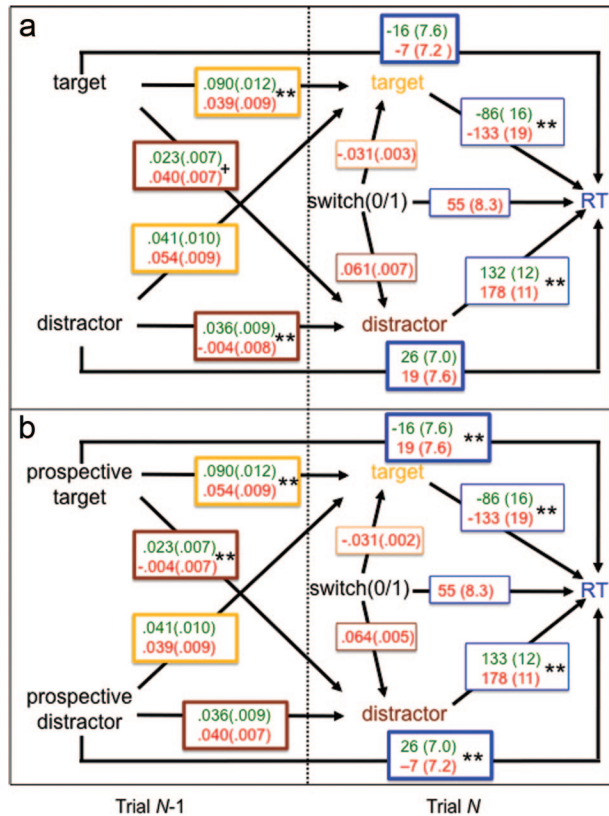 a
-16 (7.6)
-7 (7.2 )
target
.090(.012)
.039(.009)
**
target
-86( 16)
-133 (19)
**
.023(.007)
.040(.007)
+
-.031(.003)
switch(0/1)
55 (8.3)
RT
.041(.010)
.054(.009)
.061(.007)
132 (12)
178 (11)
**
distractor
.036(.009)
-.004(.008)
**
distractor
26 (7.0)
19 (7.6)
b
-16 (7.6)
19 (7.6)
**
prospective
target
.090(.012)
.054(.009)
**
target
-86 (16)
-133 (19)
**
.023(.007)
-.004(.007)
**
-.031(.002)
switch(0/1)
55 (8.3)
RT
.041(.010)
.039(.009)
.064(.005)
133 (12)
178 (11)
**
prospective
distractor
.036(.009)
.040(.007)
distractor
26 (7.0)
–7 (7.2)
**
Trial N-1
Trial N